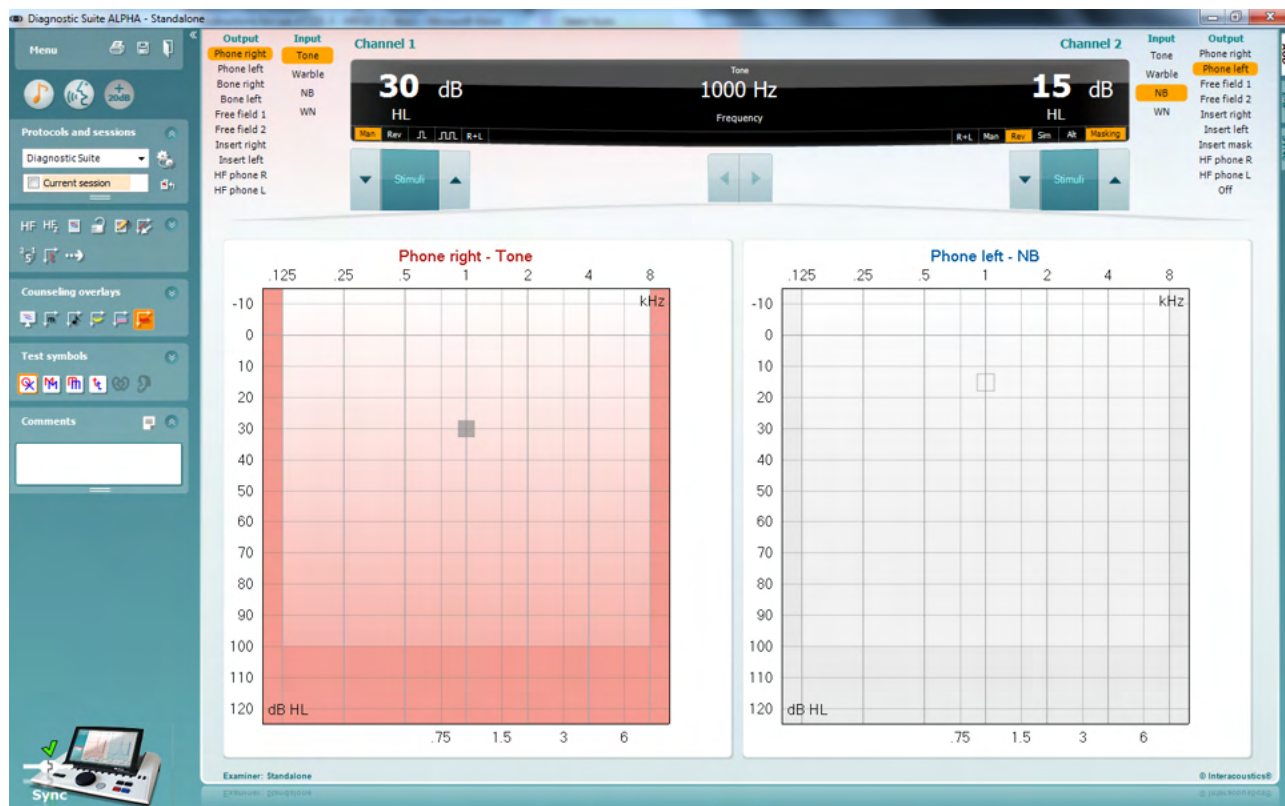 Diagnostic Suite ALPHA - Standalone
Menu
+
20dB
Protocols and sessions
Diagnostic Suite
Current session
HF HF2
Counseling overlays
Test symbols
Comments
Sync
Output
Phone right
Phone left
Bone right
Bone left
Free field 1
Free field 2
Insert right
Insert left
HF phone R
HF phone L
Input
Tone
Warble
NB
WN
Channel 1
Channel 2
30 dB
HL
Tone
1000 Hz
Frequency
15 dB
HL
Man Rev R+L
R+L Man Rev Sim Alt Masking
Stimuli
Stimuli
Input
Tone
Warble
NB
WN
Output
Phone right
Phone left
Free field 1
Free field 2
Insert right
Insert left
Insert mask
HF phone R
HF phone L
Off
Phone right - Tone
.125 .25 .5 1 2 4 8
kHz
-10
0
10
20
30
40
50
60
70
80
90
100
110
120 dB HL
.75 1.5 3 6
Phone left - NB
.125 .25 .5 1 2 4 8
kHz
-10
0
10
20
30
40
50
60
70
80
90
100
110
120 dB HL
.75 1.5 3 6
Examiner: Standalone
© Interacoustics®